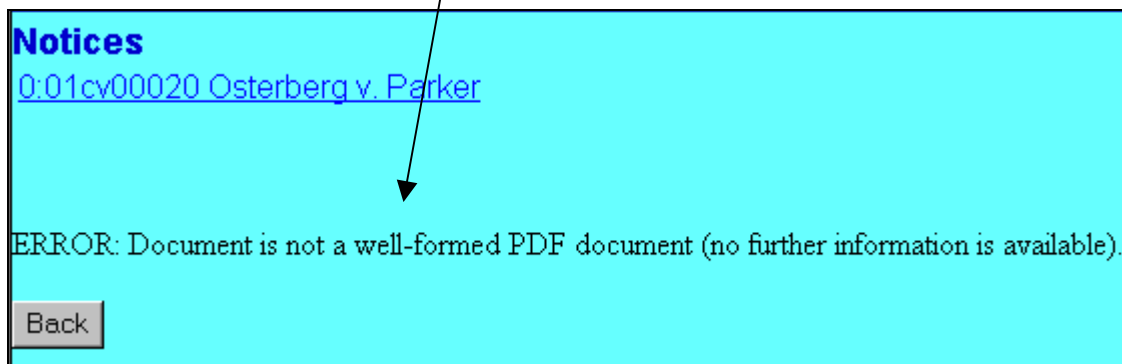 Notices
0:01cv00020 Osterberg v. Parker
ERROR: Document is not a well-formed PDF document (no further information is available).
Back